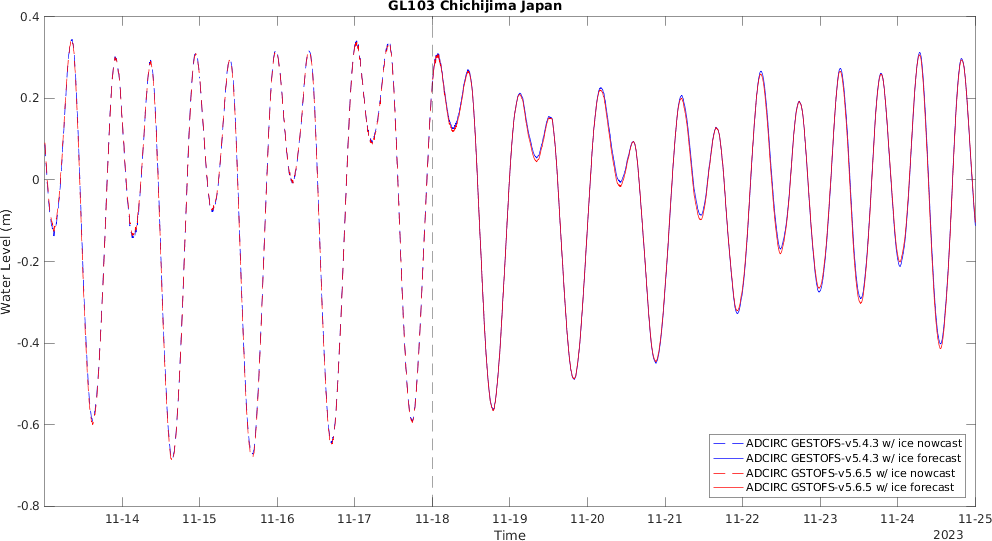 GL103 Chichijima Japan
0.4
0.2
0
-0.2
-0.4
-0.6
-0.8
Water Level (m)
ADCIRC GESTOFS-v5.4.3 w/ ice nowcast
ADCIRC GESTOFS-v5.4.3 w/ ice forecast
ADCIRC GSTOFS-v5.6.5 w/ ice nowcast
ADCIRC GSTOFS-v5.6.5 w/ ice forecast
11-14 11-15 11-16 11-17 11-18 11-19 11-20 11-21 11-22 11-23 11-24 11-25
Time
2023